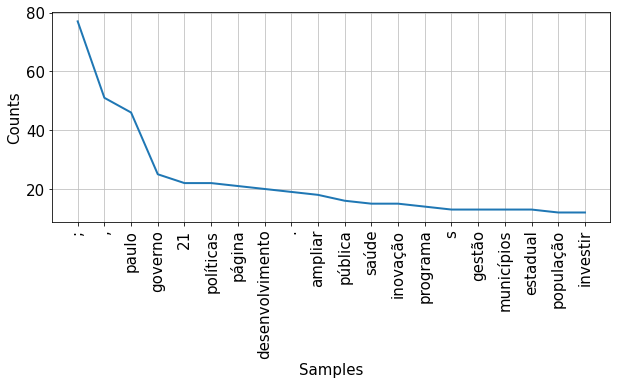 80
60
40
20
Counts
;
,
paulo
governo
21
políticas
página
desenvolvimento
.
ampliar
pública
saúde
inovação
programa
s
gestão
municípios
estadual
população
investir
Samples